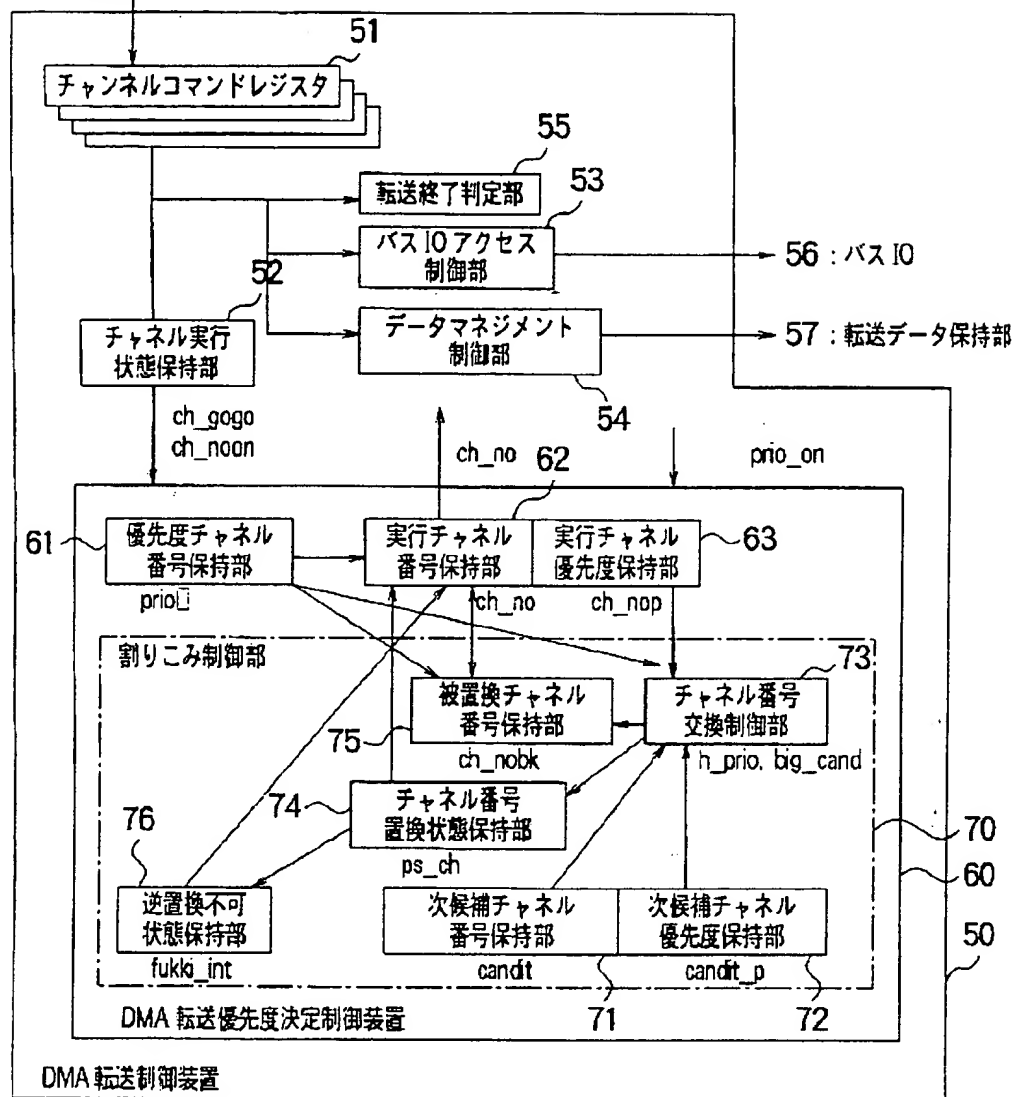 51
チャンネルコマンドレジスタ
55
転送終了判定部
53
バスIOアクセス
制御部
56：バスIO
52
チャネル実行
状態保持部
データマネジメント
制御部
57：転送データ保持部
54
ch_gogo
ch_noon
ch_no
62
prio_on
61
優先度チャネル
番号保持部
実行チャネル
番号保持部
実行チャネル
優先度保持部
63
prio
ch_no
ch_nop
割りこみ制御部
73
被置換チャネル
番号保持部
チャネル番号
交換制御部
75
ch_nobk
h_prio, big_cand
74
チャネル番号
置換状態保持部
76
ps_ch
70
60
逆置換不可
状態保持部
次候補チャネル
番号保持部
次候補チャネル
優先度保持部
50
fukki_int
candit
candit_p
71
72
DMA転送優先度決定制御装置
DMA転送制御装置